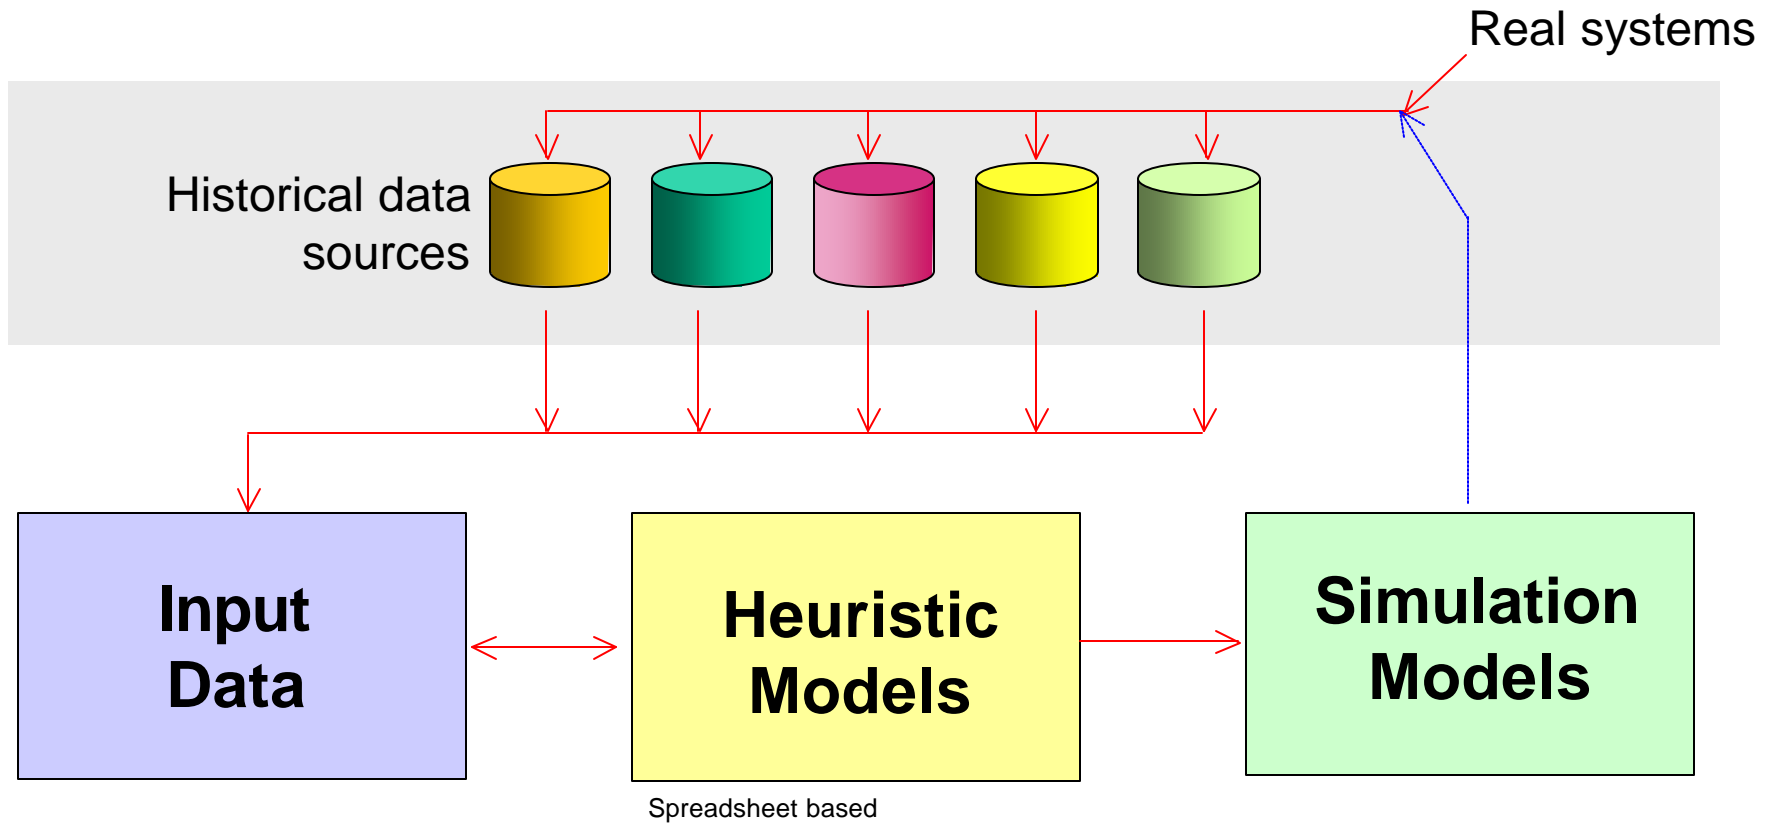 Real systems
Historical data
sources
Input
Data
Heuristic
Models
Simulation
Models
Spreadsheet based